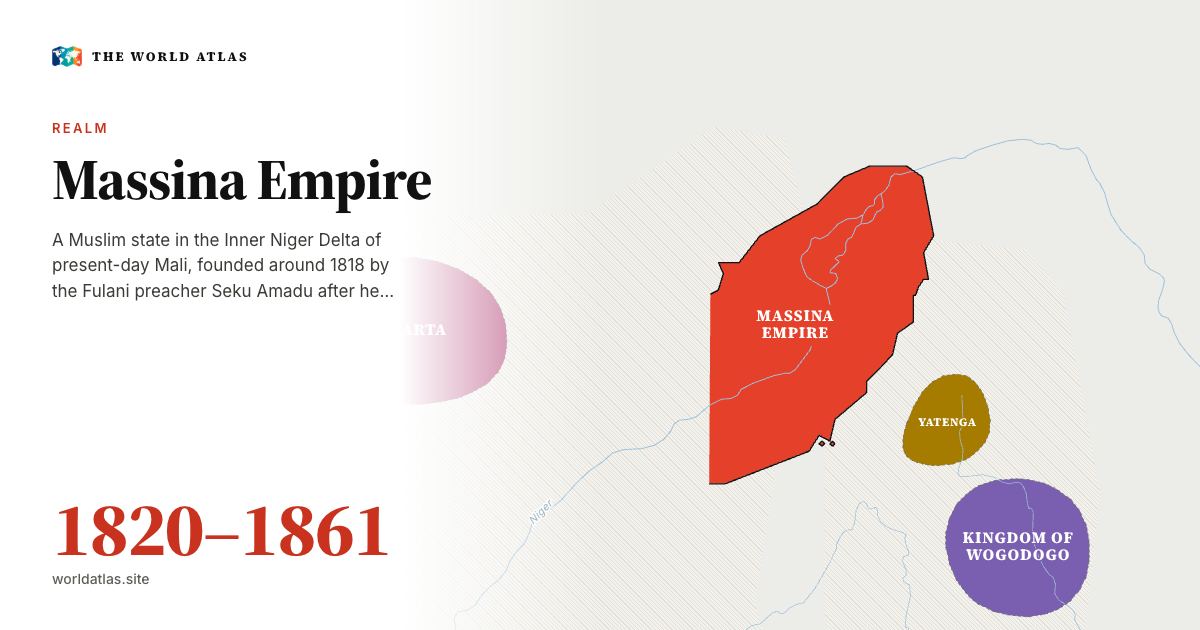 THE WORLD ATLAS
REALM
Massina Empire
A Muslim state in the Inner Niger Delta of
present-day Mali, founded around 1818 by
the Fulani preacher Seku Amadu after he...
ARTA
MASSINA
EMPIRE
YATENGA
KINGDOM OF
WOGODOGO
Niger
1820–1861
worldatlas.site